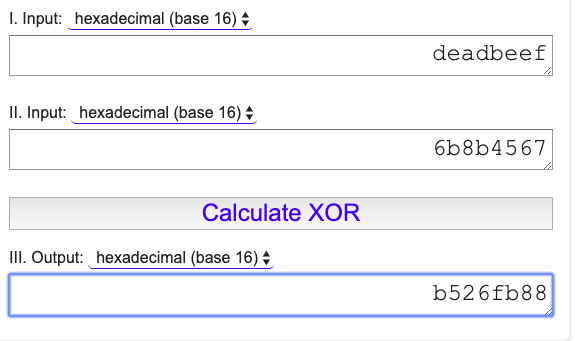 I. Input: hexadecimal (base 16)
deadbeef
II. Input: hexadecimal (base 16)
6b8b4567
Calculate XOR
III. Output: hexadecimal (base 16)
b526fb88